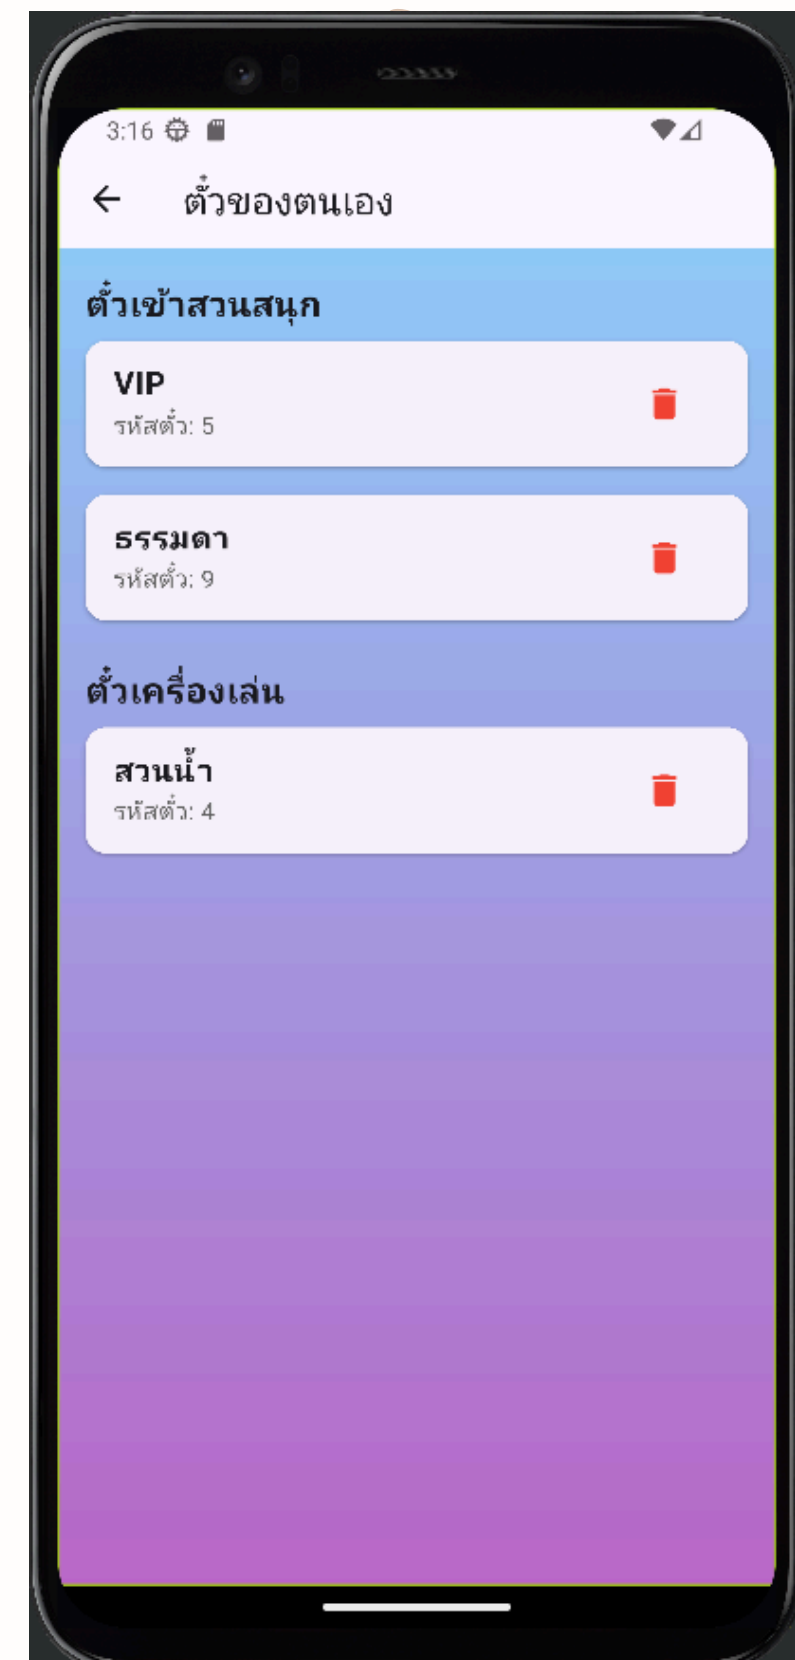 3:16
ตั๋วของตนเอง
ตั๋วเข้าสวนสนุก
VIP
รหัสตั๋ว: 5
ธรรมดา
รหัสตั๋ว: 9
ตั๋วเครื่องเล่น
สวนน้ำ
รหัสตั๋ว: 4